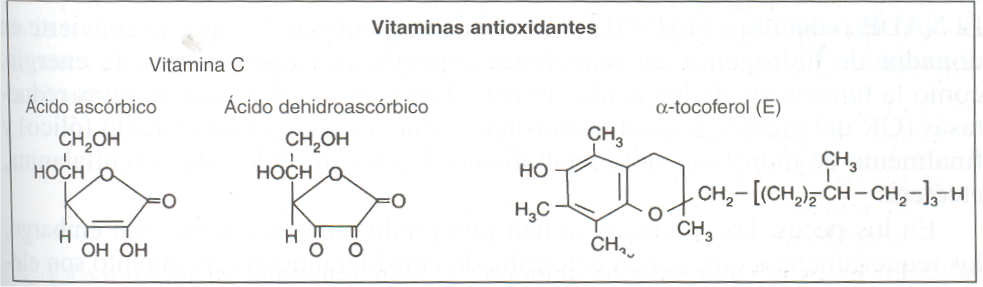 Vitaminas antioxidantes
Vitamina C
Ácido ascórbico
Ácido dehidroascórbico
α-tocoferol (E)
CH₂OH
HOCH
O
O
H
OH OH
CH₂OH
HOCH
O
O
H
O O
CH₃
HO
H₃C
CH₃
O
CH₃
CH₂–[(CH₂)₂–CH–CH₂–]₃–H
CH₃